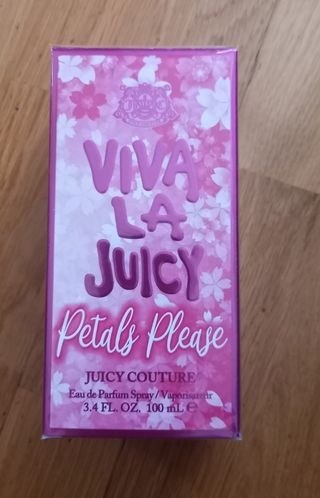 VIVA
LA
JUICY
Petals Please
JUICY COUTURE
Eau de Parfum Spray / Vaporisateur
3.4 FL. OZ. 100 mL ℮